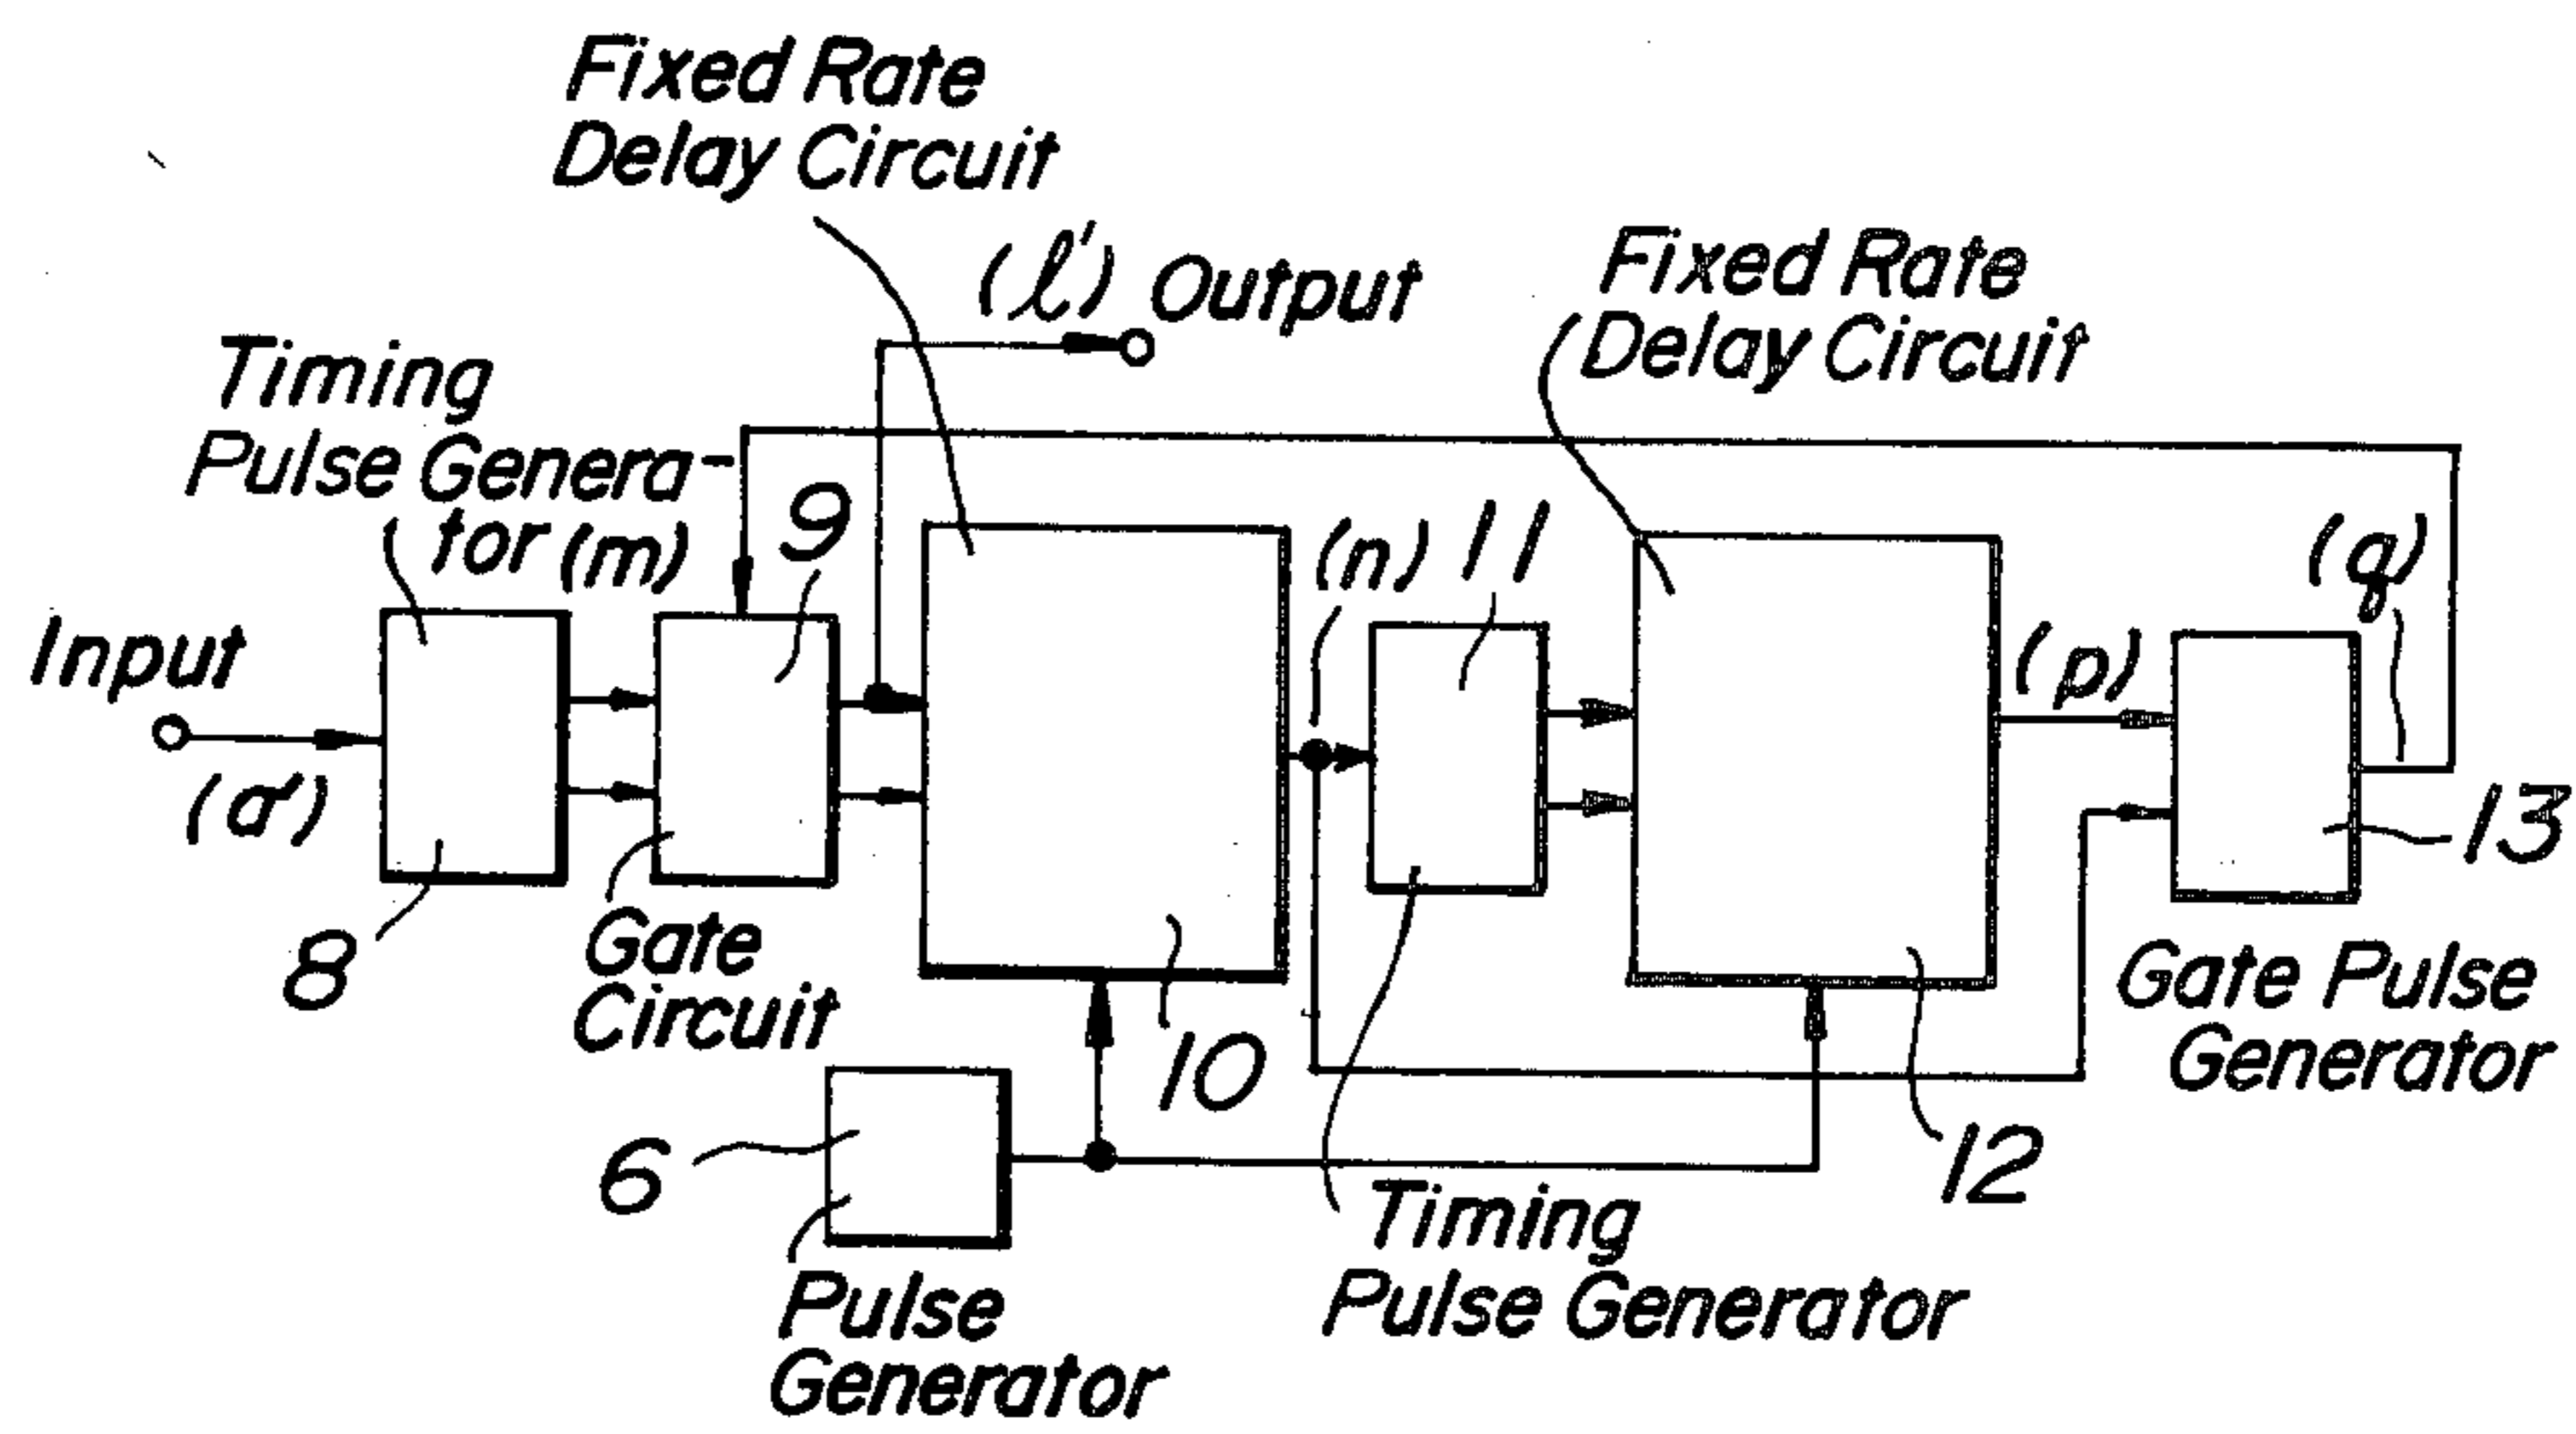 Fixed Rate
Delay Circuit
(l') Output
Fixed Rate
Delay Circuit
Timing
Pulse Genera-
tor (m)
9
(n)
11
(q)
Input
(a')
(p)
13
8
Gate
Circuit
10
Gate Pulse
Generator
6
12
Pulse
Generator
Timing
Pulse Generator